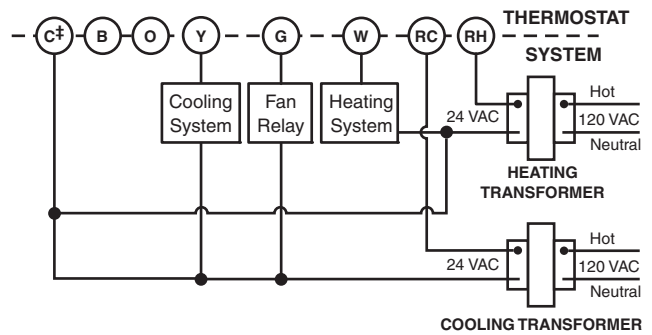 THERMOSTAT
C‡ B O Y G W RC RH
SYSTEM
Cooling
System
Fan
Relay
Heating
System
24 VAC
Hot
120 VAC
Neutral
HEATING
TRANSFORMER
24 VAC
Hot
120 VAC
Neutral
COOLING TRANSFORMER